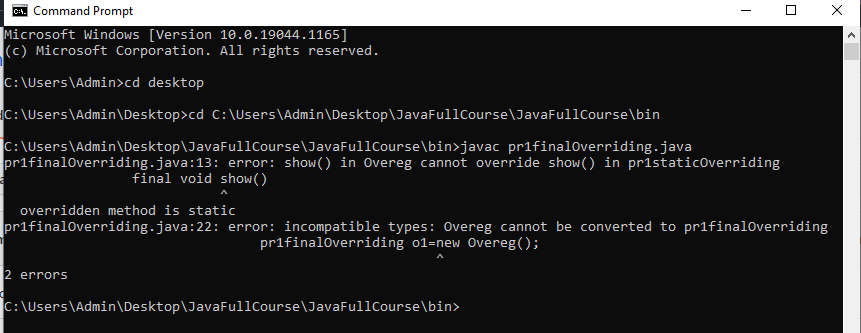 Command Prompt
Microsoft Windows [Version 10.0.19044.1165]
(c) Microsoft Corporation. All rights reserved.
C:\Users\Admin>cd desktop
C:\Users\Admin\Desktop>cd C:\Users\Admin\Desktop\JavaFullCourse\JavaFullCourse\bin
C:\Users\Admin\Desktop\JavaFullCourse\JavaFullCourse\bin>javac pr1finalOverriding.java
pr1finalOverriding.java:13: error: show() in Overeg cannot override show() in pr1staticOverriding
final void show()
^
overridden method is static
pr1finalOverriding.java:22: error: incompatible types: Overeg cannot be converted to pr1finalOverriding
pr1finalOverriding o1=new Overeg();
^
2 errors
C:\Users\Admin\Desktop\JavaFullCourse\JavaFullCourse\bin>